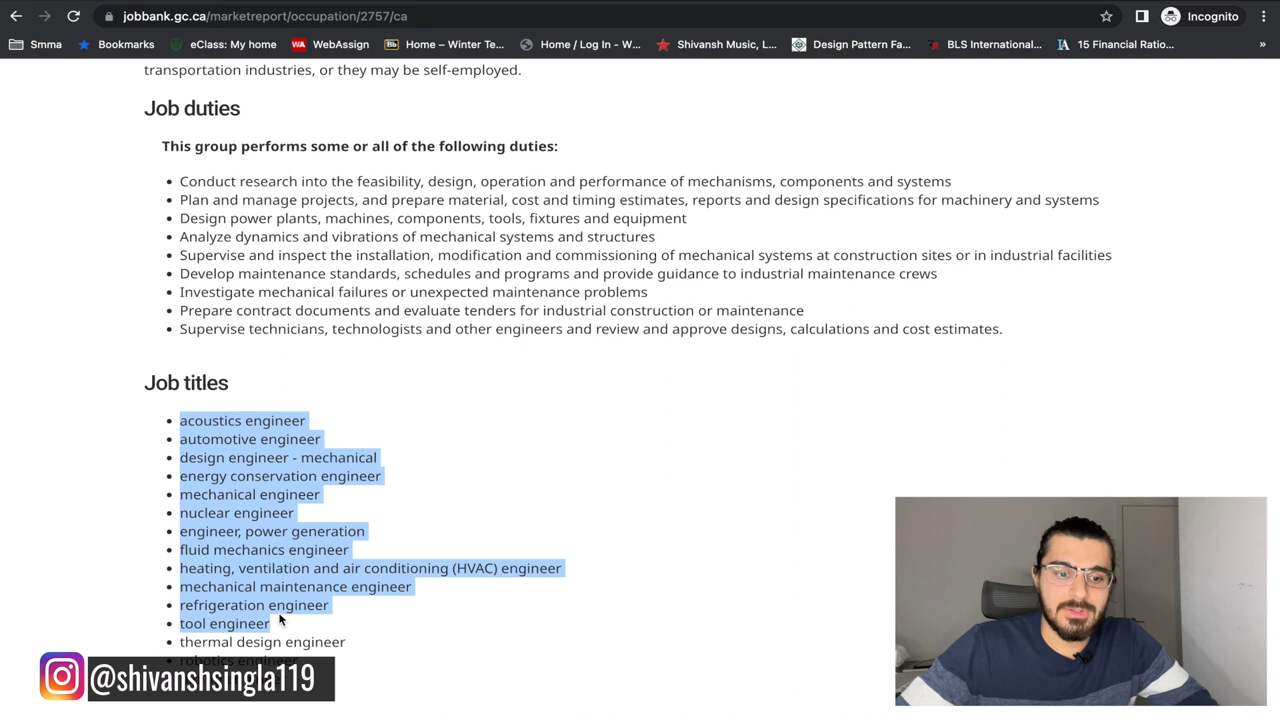 jobbank.gc.ca/marketreport/occupation/2757/ca
Incognito
Smma
Bookmarks
eClass: My home
WA WebAssign
Bb Home – Winter Te...
Home / Log In - W...
Shivansh Music, L...
Design Pattern Fa...
BLS International...
IA 15 Financial Ratio...
»
transportation industries, or they may be self-employed.
Job duties
This group performs some or all of the following duties:
• Conduct research into the feasibility, design, operation and performance of mechanisms, components and systems
• Plan and manage projects, and prepare material, cost and timing estimates, reports and design specifications for machinery and systems
• Design power plants, machines, components, tools, fixtures and equipment
• Analyze dynamics and vibrations of mechanical systems and structures
• Supervise and inspect the installation, modification and commissioning of mechanical systems at construction sites or in industrial facilities
• Develop maintenance standards, schedules and programs and provide guidance to industrial maintenance crews
• Investigate mechanical failures or unexpected maintenance problems
• Prepare contract documents and evaluate tenders for industrial construction or maintenance
• Supervise technicians, technologists and other engineers and review and approve designs, calculations and cost estimates.
Job titles
• acoustics engineer
• automotive engineer
• design engineer - mechanical
• energy conservation engineer
• mechanical engineer
• nuclear engineer
• engineer, power generation
• fluid mechanics engineer
• heating, ventilation and air conditioning (HVAC) engineer
• mechanical maintenance engineer
• refrigeration engineer
• tool engineer
• thermal design engineer
robotics engineer
@shivanshsingla119